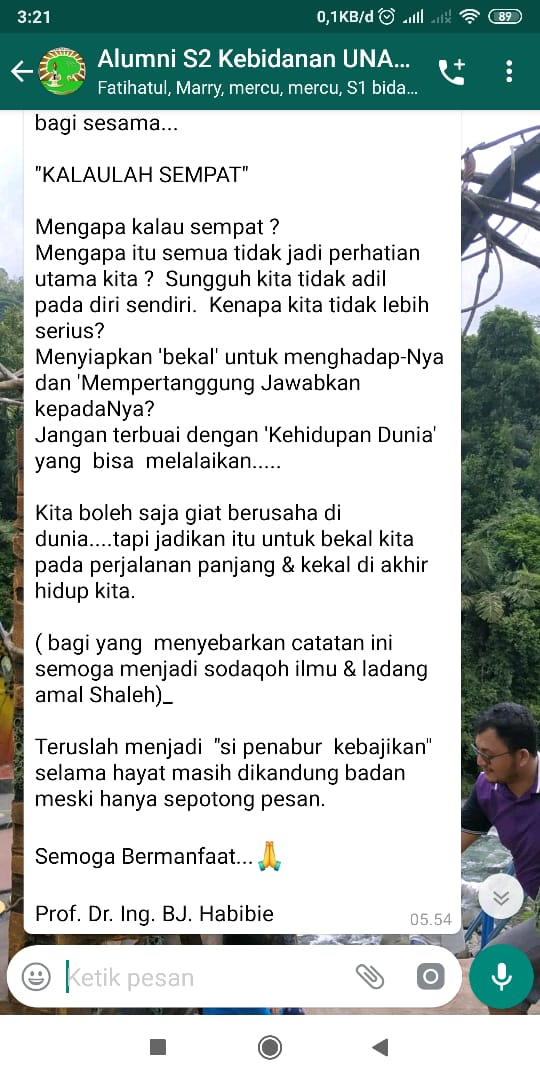 3:21
0,1KB/d
89
Alumni S2 Kebidanan UNA...
Fatihatul, Marry, mercu, mercu, S1 bida...
bagi sesama...
"KALAULAH SEMPAT"
Mengapa kalau sempat ?
Mengapa itu semua tidak jadi perhatian
utama kita ?  Sungguh kita tidak adil
pada diri sendiri.  Kenapa kita tidak lebih
serius?
Menyiapkan 'bekal' untuk menghadap-Nya
dan 'Mempertanggung Jawabkan
kepadaNya?
Jangan terbuai dengan 'Kehidupan Dunia'
yang  bisa  melalaikan.....
Kita boleh saja giat berusaha di
dunia....tapi jadikan itu untuk bekal kita
pada perjalanan panjang & kekal di akhir
hidup kita.
( bagi yang  menyebarkan catatan ini
semoga menjadi sodaqoh ilmu & ladang
amal Shaleh)_
Teruslah menjadi  "si penabur  kebajikan"
selama hayat masih dikandung badan
meski hanya sepotong pesan.
Semoga Bermanfaat...🙏
Prof. Dr. Ing. BJ. Habibie
05.54
Ketik pesan